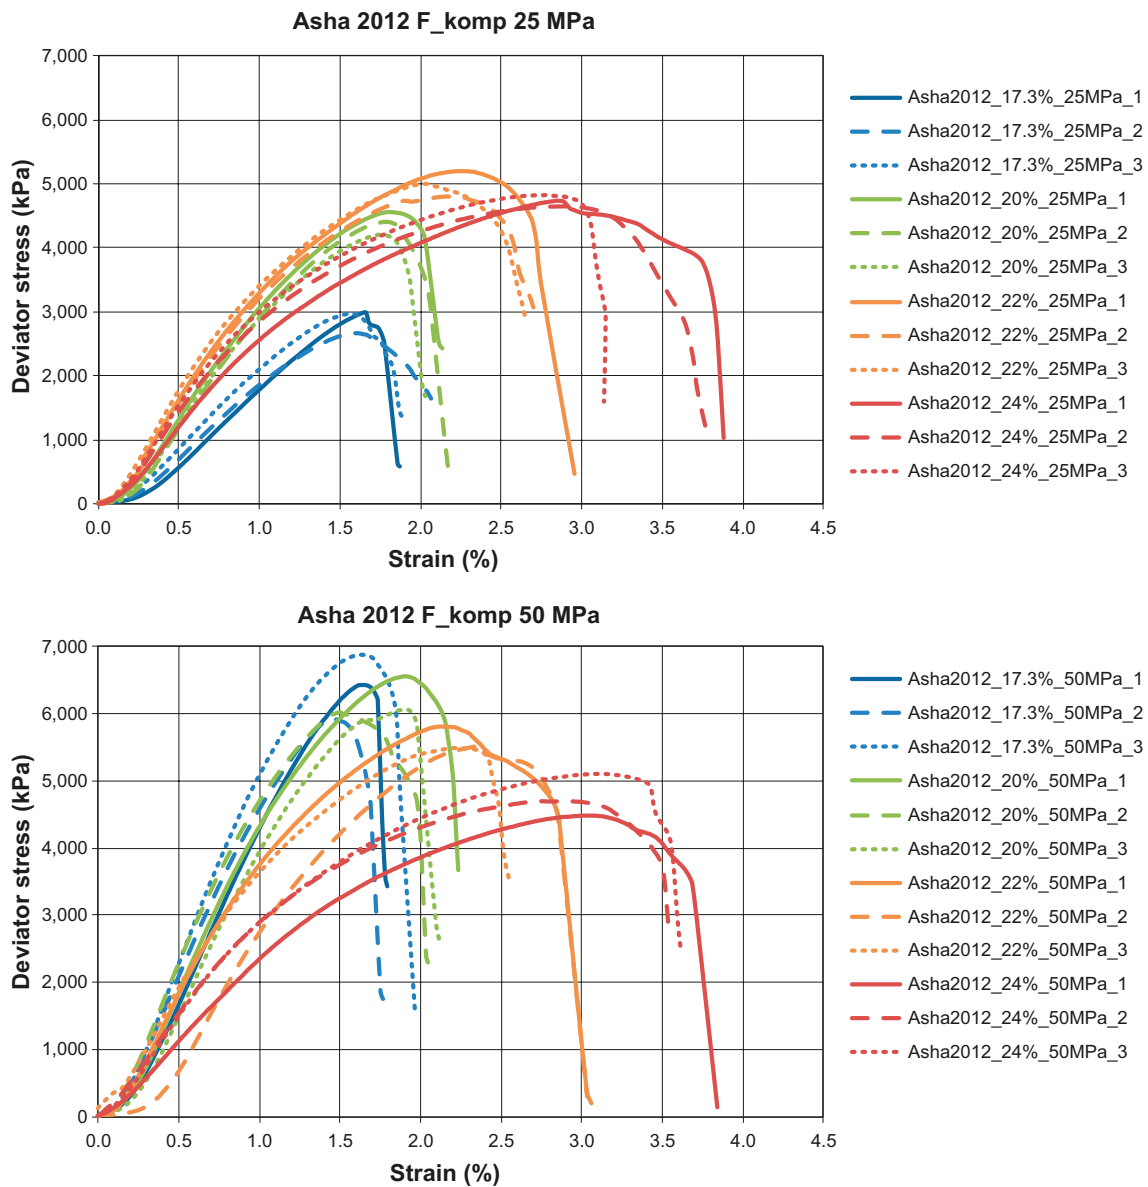 Asha 2012 F_komp 25 MPa
7,000
6,000
5,000
4,000
3,000
2,000
1,000
0
Deviator stress (kPa)
0.0 0.5 1.0 1.5 2.0 2.5 3.0 3.5 4.0 4.5
Strain (%)
Asha2012_17.3%_25MPa_1
Asha2012_17.3%_25MPa_2
Asha2012_17.3%_25MPa_3
Asha2012_20%_25MPa_1
Asha2012_20%_25MPa_2
Asha2012_20%_25MPa_3
Asha2012_22%_25MPa_1
Asha2012_22%_25MPa_2
Asha2012_22%_25MPa_3
Asha2012_24%_25MPa_1
Asha2012_24%_25MPa_2
Asha2012_24%_25MPa_3
Asha 2012 F_komp 50 MPa
7,000
6,000
5,000
4,000
3,000
2,000
1,000
0
Deviator stress (kPa)
0.0 0.5 1.0 1.5 2.0 2.5 3.0 3.5 4.0 4.5
Strain (%)
Asha2012_17.3%_50MPa_1
Asha2012_17.3%_50MPa_2
Asha2012_17.3%_50MPa_3
Asha2012_20%_50MPa_1
Asha2012_20%_50MPa_2
Asha2012_20%_50MPa_3
Asha2012_22%_50MPa_1
Asha2012_22%_50MPa_2
Asha2012_22%_50MPa_3
Asha2012_24%_50MPa_1
Asha2012_24%_50MPa_2
Asha2012_24%_50MPa_3